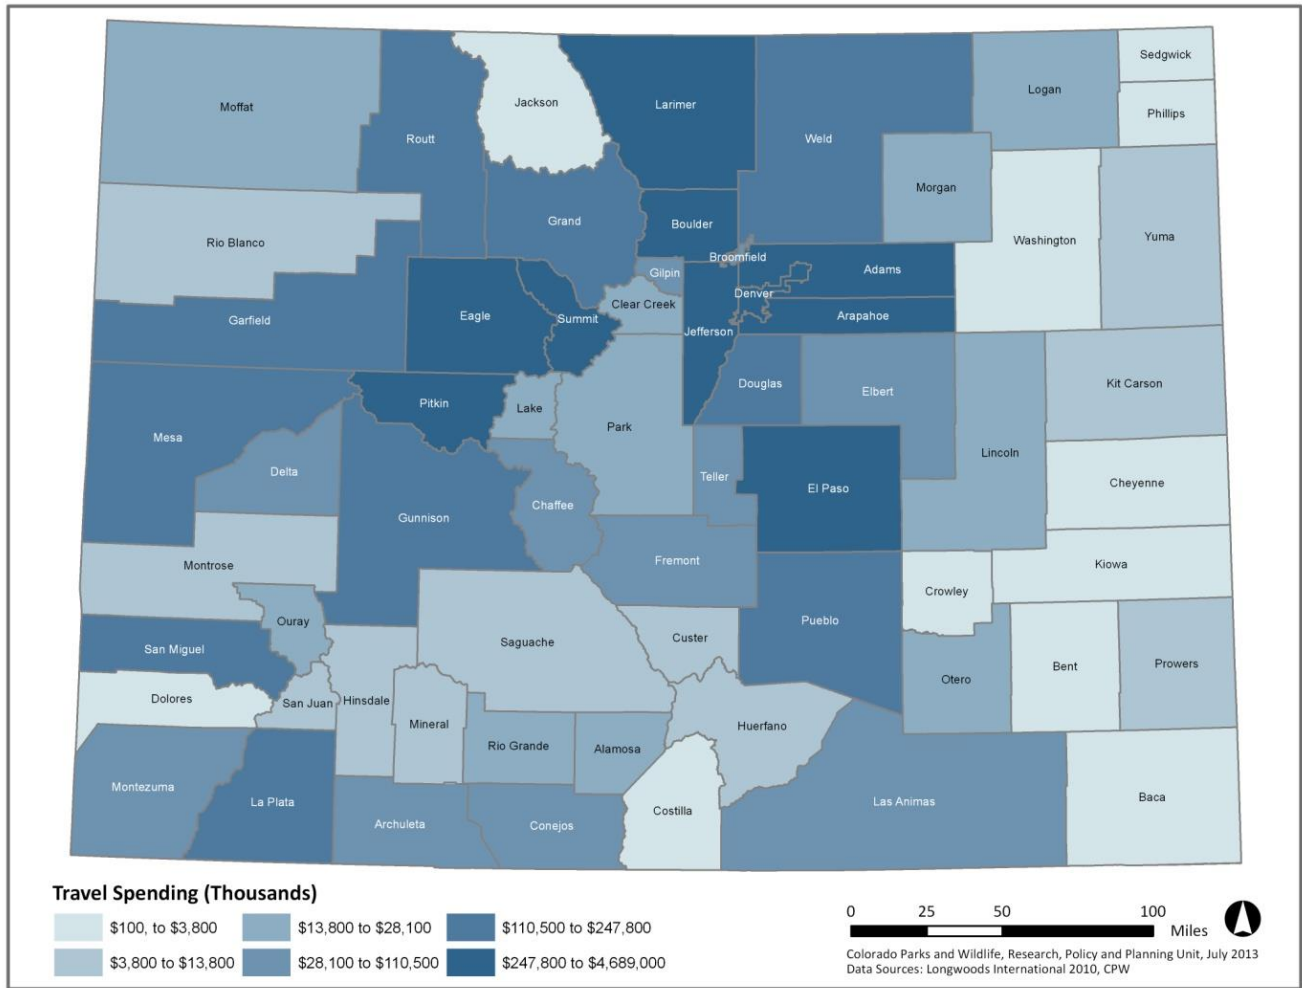 Sedgwick
Logan
Jackson
Larimer
Moffat
Phillips
Routt
Weld
Morgan
Grand
Boulder
Yuma
Washington
Rio Blanco
Broomfield
Adams
Gilpin
Denver
Clear Creek
Eagle
Summit
Arapahoe
Garfield
Jefferson
Douglas
Kit Carson
Elbert
Pitkin
Lake
Park
Mesa
Lincoln
Delta
Teller
Cheyenne
El Paso
Chaffee
Gunnison
Fremont
Montrose
Kiowa
Crowley
Ouray
Pueblo
Custer
Saguache
San Miguel
Bent
Prowers
Otero
Dolores
San Juan
Hinsdale
Mineral
Huerfano
Rio Grande
Alamosa
Montezuma
La Plata
Las Animas
Baca
Costilla
Archuleta
Conejos
Travel Spending (Thousands)
$100, to $3,800
$13,800 to $28,100
$110,500 to $247,800
$3,800 to $13,800
$28,100 to $110,500
$247,800 to $4,689,000
0 25 50 100
Miles
Colorado Parks and Wildlife, Research, Policy and Planning Unit, July 2013
Data Sources: Longwoods International 2010, CPW